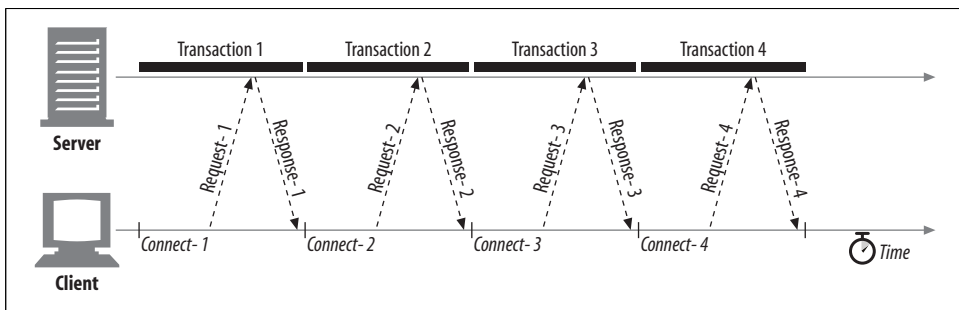 Transaction 1 Transaction 2 Transaction 3 Transaction 4
Server
Request- 1 Response- 1 Request- 2 Response- 2 Request- 3 Response- 3 Request- 4 Response- 4
Connect- 1 Connect- 2 Connect- 3 Connect- 4
Time
Client